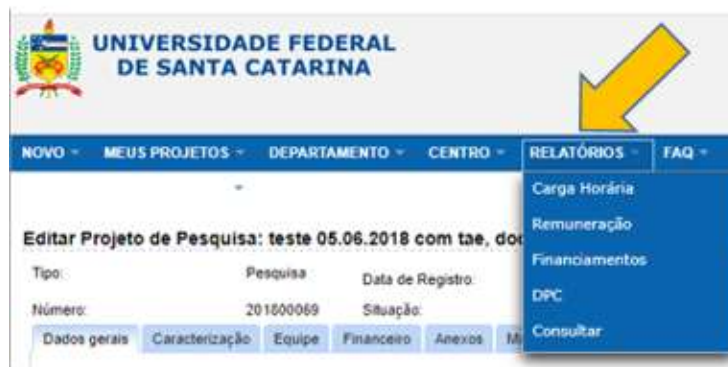 UNIVERSIDADE FEDERAL
DE SANTA CATARINA
NOVO MEUS PROJETOS DEPARTAMENTO CENTRO RELATÓRIOS FAQ
Carga Horária
Remuneração
Financiamentos
DPC
Consultar
Editar Projeto de Pesquisa: teste 05.06.2018 com tae,
Tipo: Pesquisa Data de Registro:
Número: 201800069 Situação:
Dados gerais Caracterização Equipe Financeiro Anexos